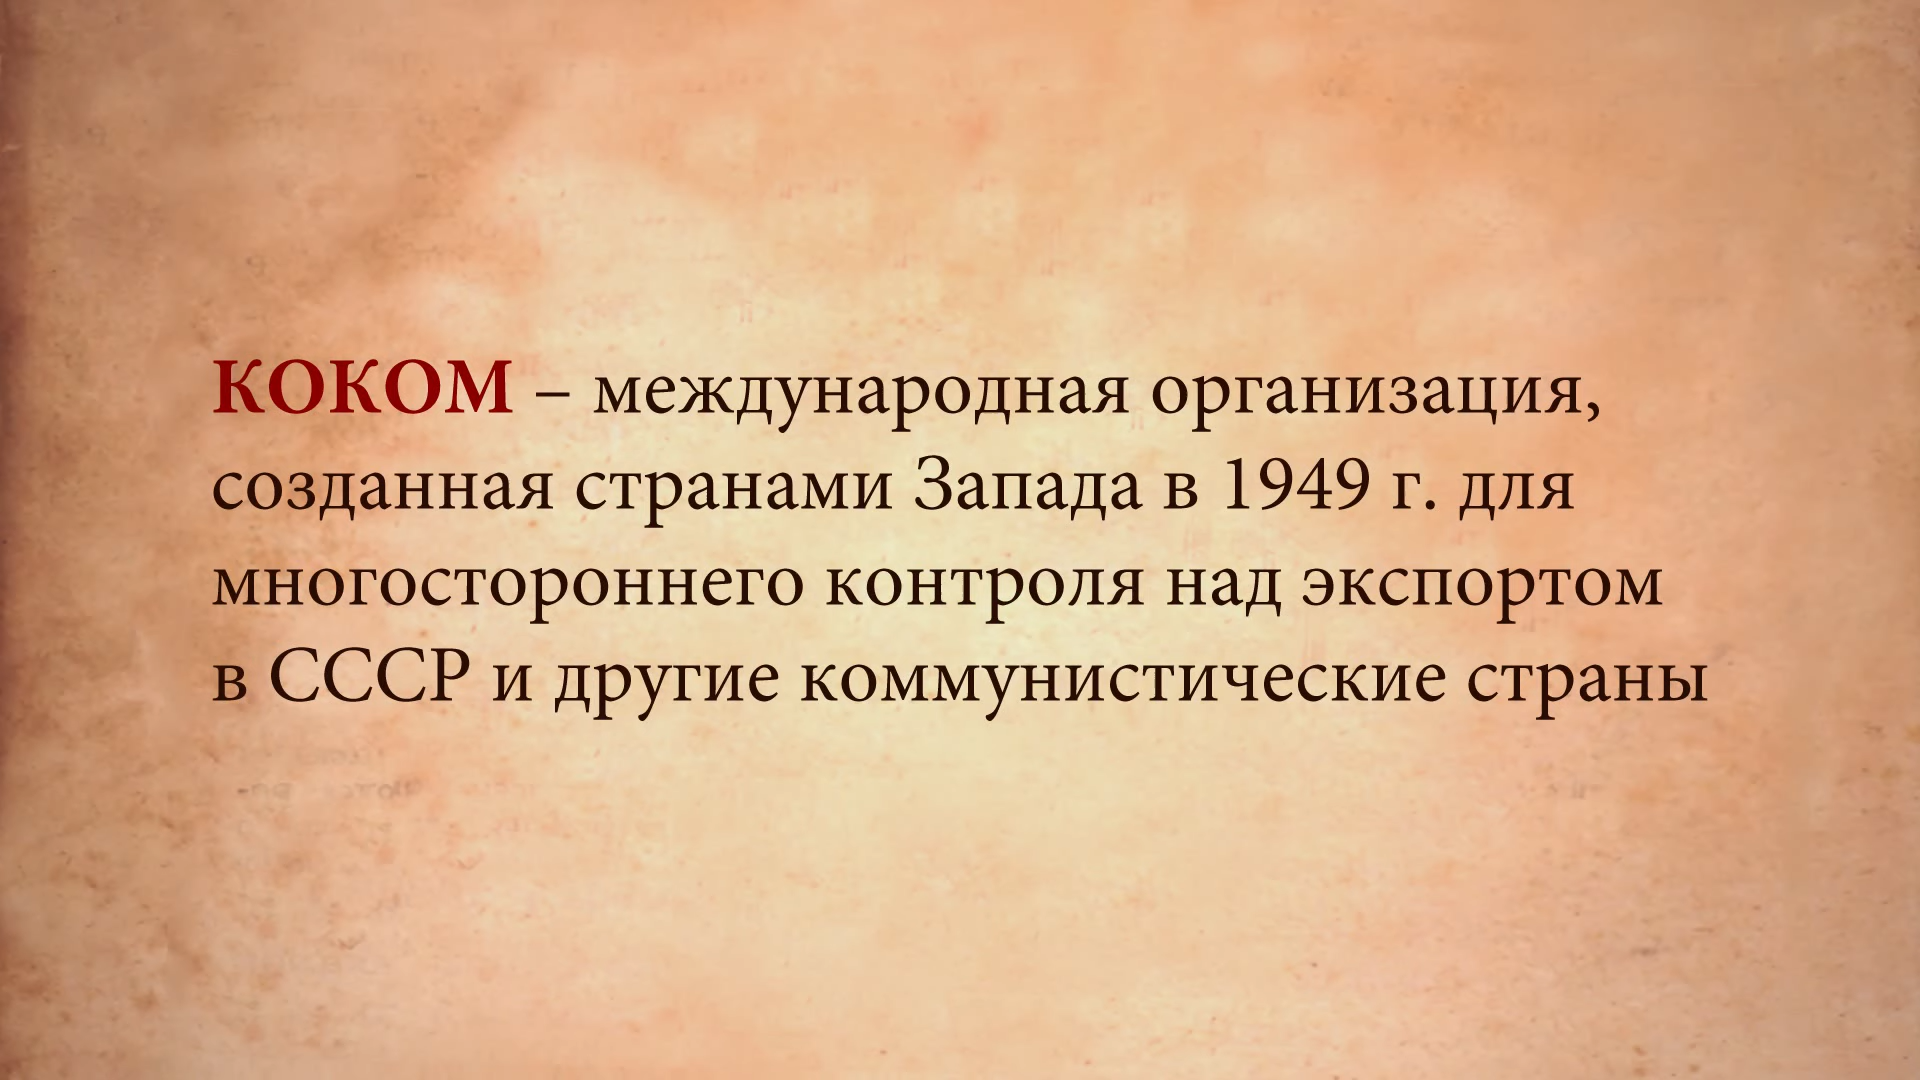 КОКОМ – международная организация,
созданная странами Запада в 1949 г. для
многостороннего контроля над экспортом
в СССР и другие коммунистические страны